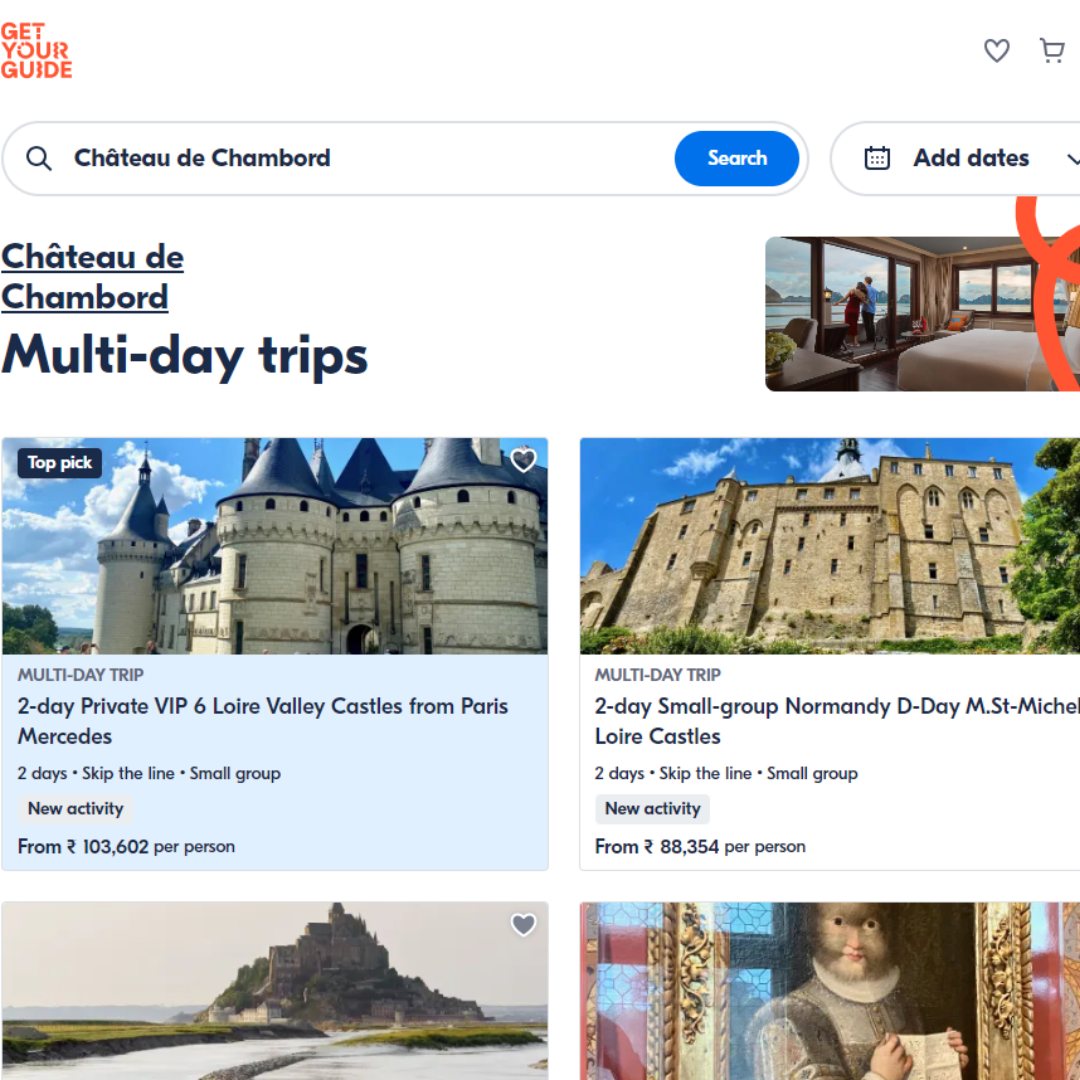 GET
YOUR
GUIDE
Château de Chambord
Search
Add dates
Château de
Chambord
Multi-day trips
Top pick
MULTI-DAY TRIP
2-day Private VIP 6 Loire Valley Castles from Paris
Mercedes
2 days • Skip the line • Small group
New activity
From ₹ 103,602 per person
MULTI-DAY TRIP
2-day Small-group Normandy D-Day M.St-Michel
Loire Castles
2 days • Skip the line • Small group
New activity
From ₹ 88,354 per person